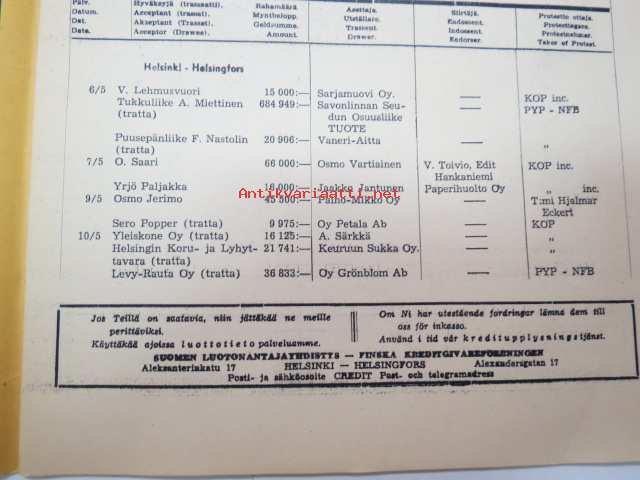 Päiv. Hyväksyjä (trassaatti). Rahamäärä Asettaja. Siirtäjä. Protestin ottaja.
Datum. Acceptant (trassat). Myntbelopp. Utställare. Endossent. Protesttagare.
Dat. Akzeptant (Trassat). Geldsumme. Trassent. Indossent. Protestnehmer.
Date. Acceptor (Drawee). Amount. Drawer. Endorser. Taker of Protest.
Helsinki - Helsingfors
6/5 V. Lehmusvuori 15 000:— Sarjamuovi Oy. — KOP inc.
Tukkuliike A. Miettinen 684 949:— Savonlinnan Seu- — PYP - NFB
(tratta) dun Osuusliike
TUOTE
Puusepänliike F. Nastolin 20 906:— Vaneri-Aitta — „
(tratta)
7/5 O. Saari 66 000:— Osmo Vartiainen V. Toivio, Edit KOP inc.
Hankaniemi
Yrjö Paljakka 16 000:— Jaakko Jantunen Paperihuolto Oy „ inc.
9/5 Osmo Jerimo 45 500:— Paino-Mikko Oy — T:mi Hjalmar
Eckert
Sero Popper (tratta) 9 975:— Oy Petala Ab — KOP
10/5 Yleiskone Oy (tratta) 16 125:— A. Särkkä — „
Helsingin Koru- ja Lyhyt- 21 741:— Keuruun Sukka Oy. — „
tavara (tratta)
Levy-Rauta Oy (tratta) 36 833:— Oy Grönblom Ab — PYP - NFB
Antikvariaatti.net
Jos Teillä on saatavia, niin jättäkää ne meille
perittäviksi.
Käyttäkää ajoissa luottotieto palveluamme.
Om Ni har utestående fordringar lämna dem till
oss för inkasso.
Använd i tid vår kreditupplysningstjänst.
SUOMEN LUOTONANTAJAYHDISTYS — FINSKA KREDITGIVAREFÖRENINGEN
Aleksanterinkatu 17 HELSINKI — HELSINGFORS Alexandersgatan 17
Posti- ja sähköosoite CREDIT Post- och telegramadress